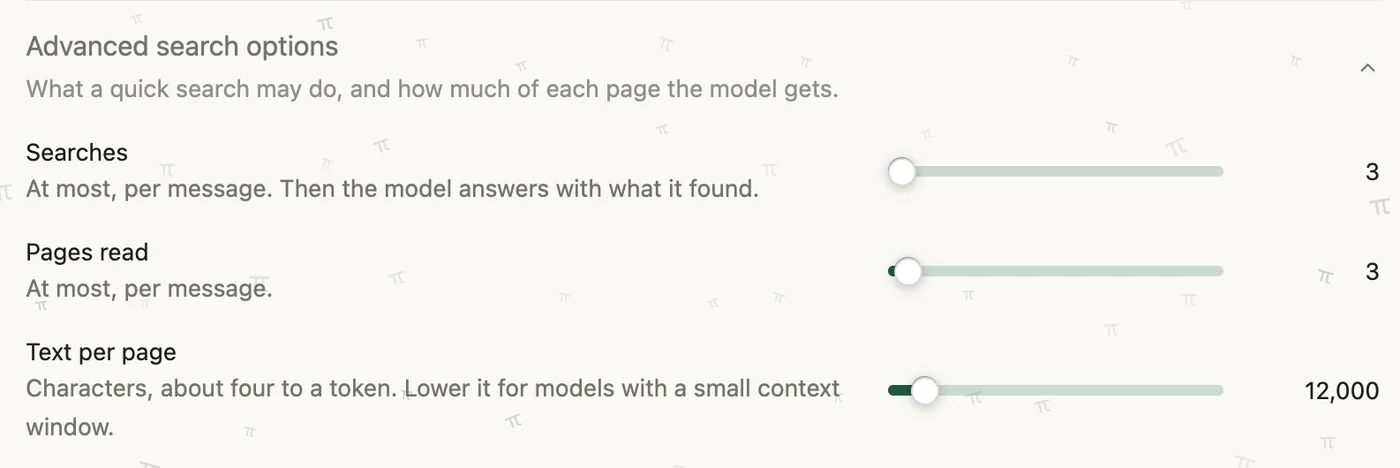 Advanced search options
What a quick search may do, and how much of each page the model gets.
Searches
At most, per message. Then the model answers with what it found.
3
Pages read
At most, per message.
3
Text per page
Characters, about four to a token. Lower it for models with a small context
window.
12,000